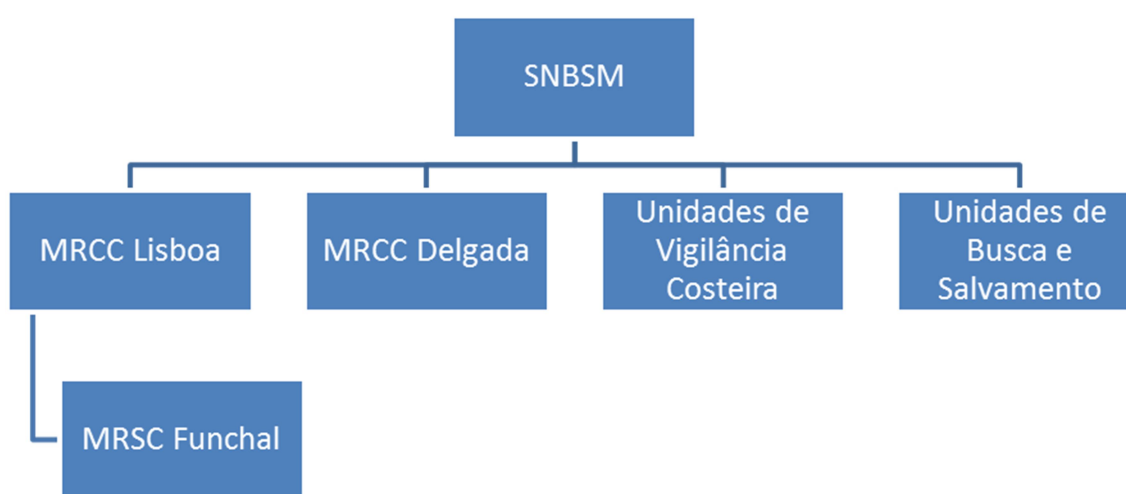 SNBSM
MRCC Lisboa
MRCC Delgada
Unidades de
Vigilância
Costeira
Unidades de
Busca e
Salvamento
MRSC Funchal